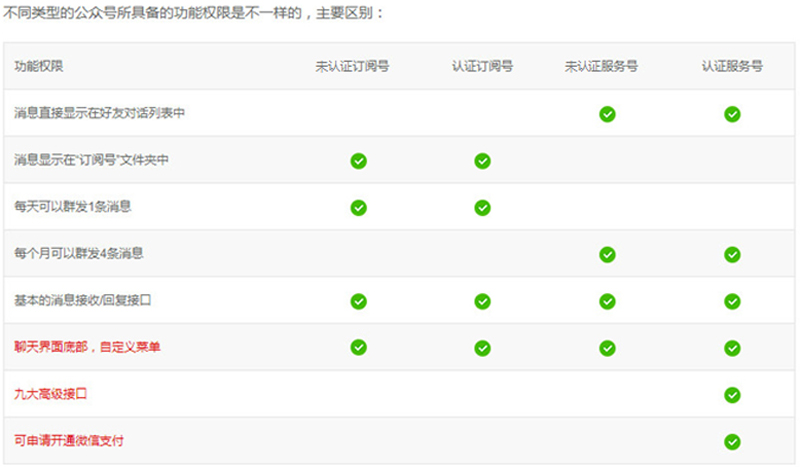 不同类型的公众号所具备的功能权限是不一样的，主要区别：
功能权限 未认证订阅号 认证订阅号 未认证服务号 认证服务号
消息直接显示在好友对话列表中
消息显示在“订阅号”文件夹中
每天可以群发1条消息
每个月可以群发4条消息
基本的消息接收/回复接口
聊天界面底部，自定义菜单
九大高级接口
可申请开通微信支付